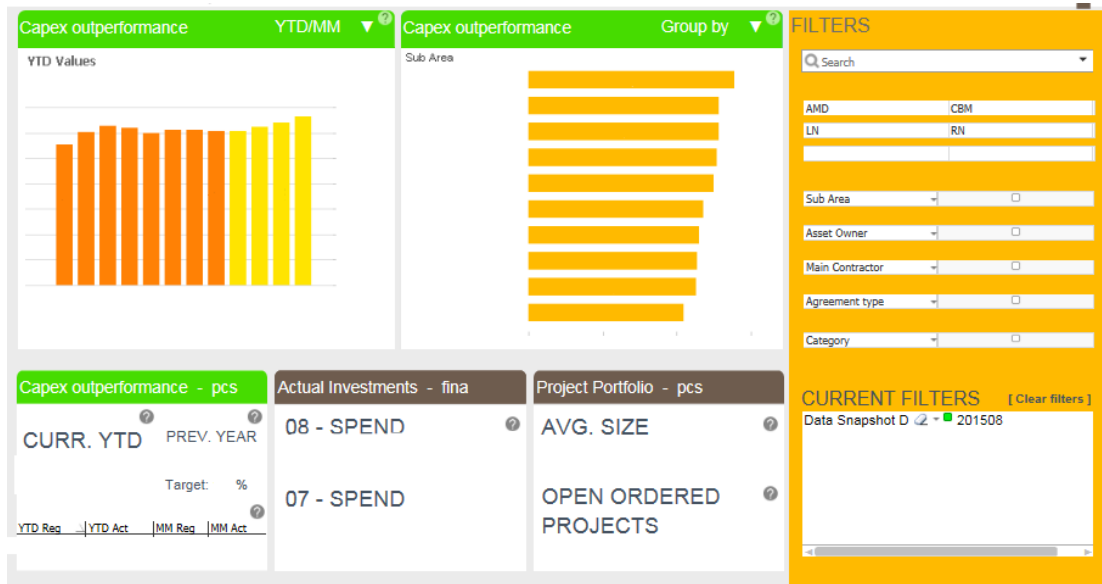 Capex outperformance YTD/MM ▼ ?
YTD Values
Capex outperformance Group by ▼ ?
Sub Area
FILTERS
Search
AMD CBM
LN RN
Sub Area
Asset Owner
Main Contractor
Agreement type
Category
Capex outperformance - pcs
? ?
CURR. YTD PREV. YEAR
Target: %
?
YTD Reg YTD Act MM Reg MM Act
Actual Investments - fina
08 - SPEND ?
07 - SPEND
Project Portfolio - pcs
AVG. SIZE ?
OPEN ORDERED ?
PROJECTS
CURRENT FILTERS [ Clear filters ]
Data Snapshot D 201508